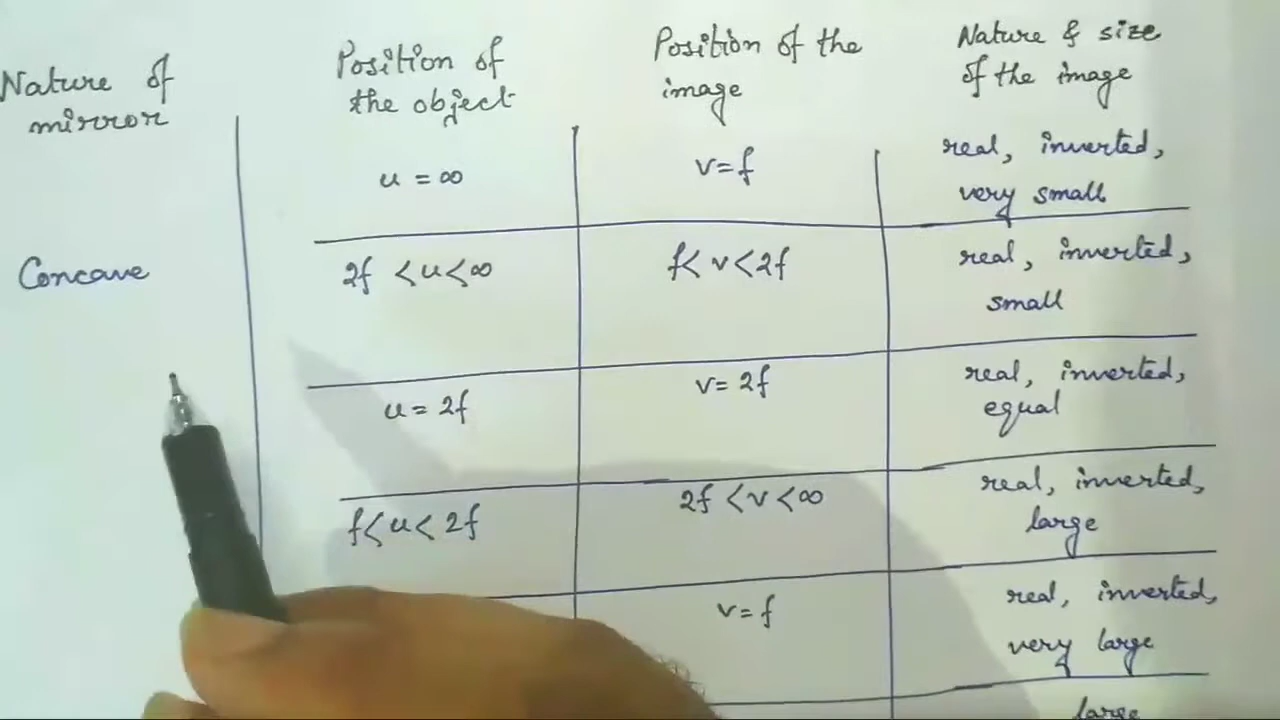 Nature of
mirror
Position of
the object
Position of the
image
Nature & size
of the image
u = ∞
v = f
real, inverted,
very small
Concave
2f < u < ∞
f < v < 2f
real, inverted,
small
u = 2f
v = 2f
real, inverted,
equal
f < u < 2f
2f < v < ∞
real, inverted,
large
v = f
real, inverted,
very large
large